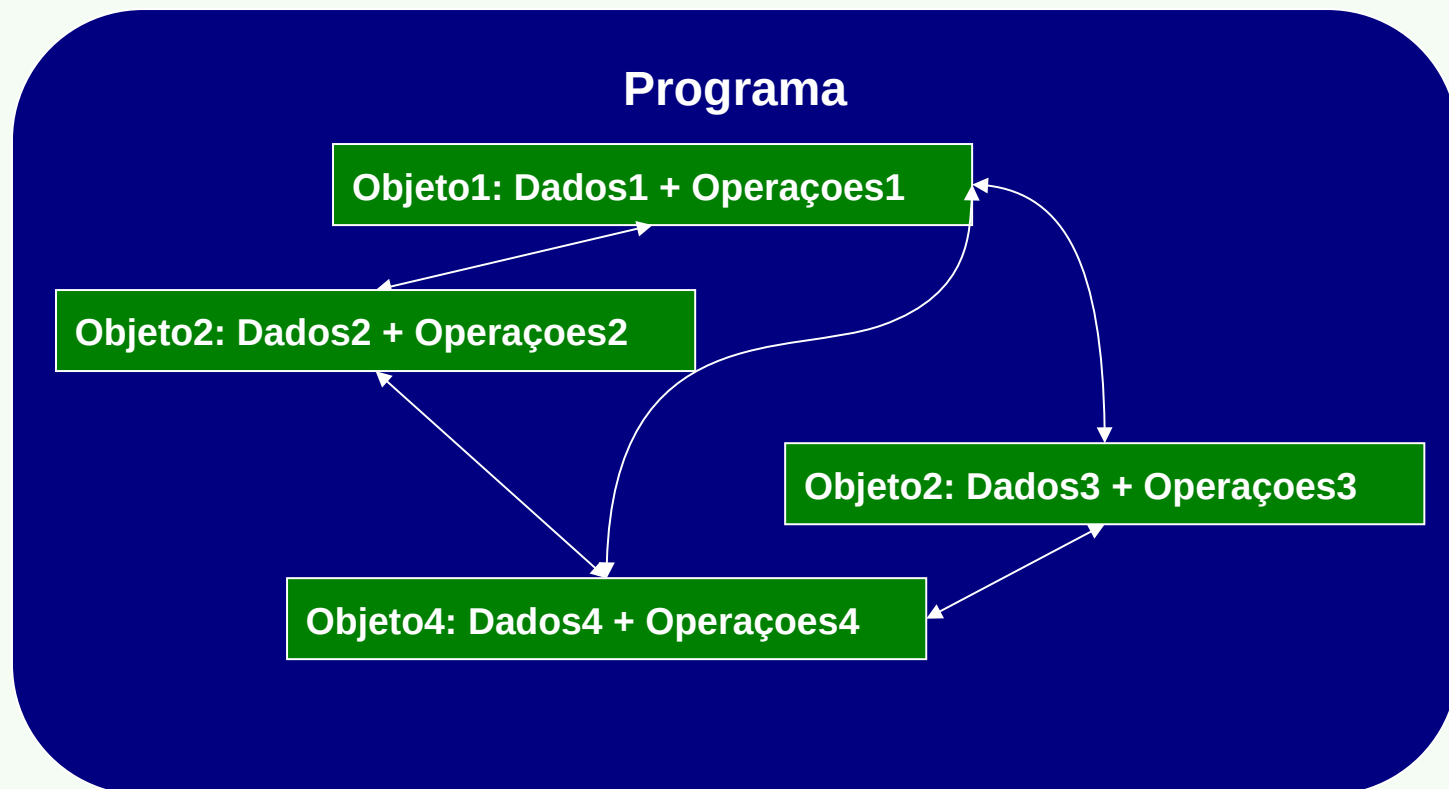 Programa
Objeto1: Dados1 + Operaçoes1
Objeto2: Dados2 + Operaçoes2
Objeto2: Dados3 + Operaçoes3
Objeto4: Dados4 + Operaçoes4